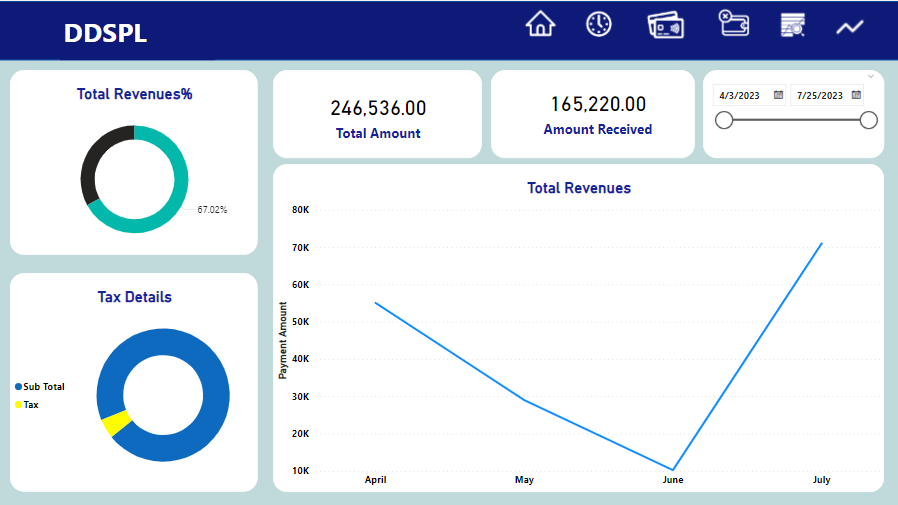 DDSPL
Total Revenues%
67.02%
246,536.00
Total Amount
165,220.00
Amount Received
4/3/2023
7/25/2023
Tax Details
Sub Total
Tax
Total Revenues
Payment Amount
80K
70K
60K
50K
40K
30K
20K
10K
April May June July